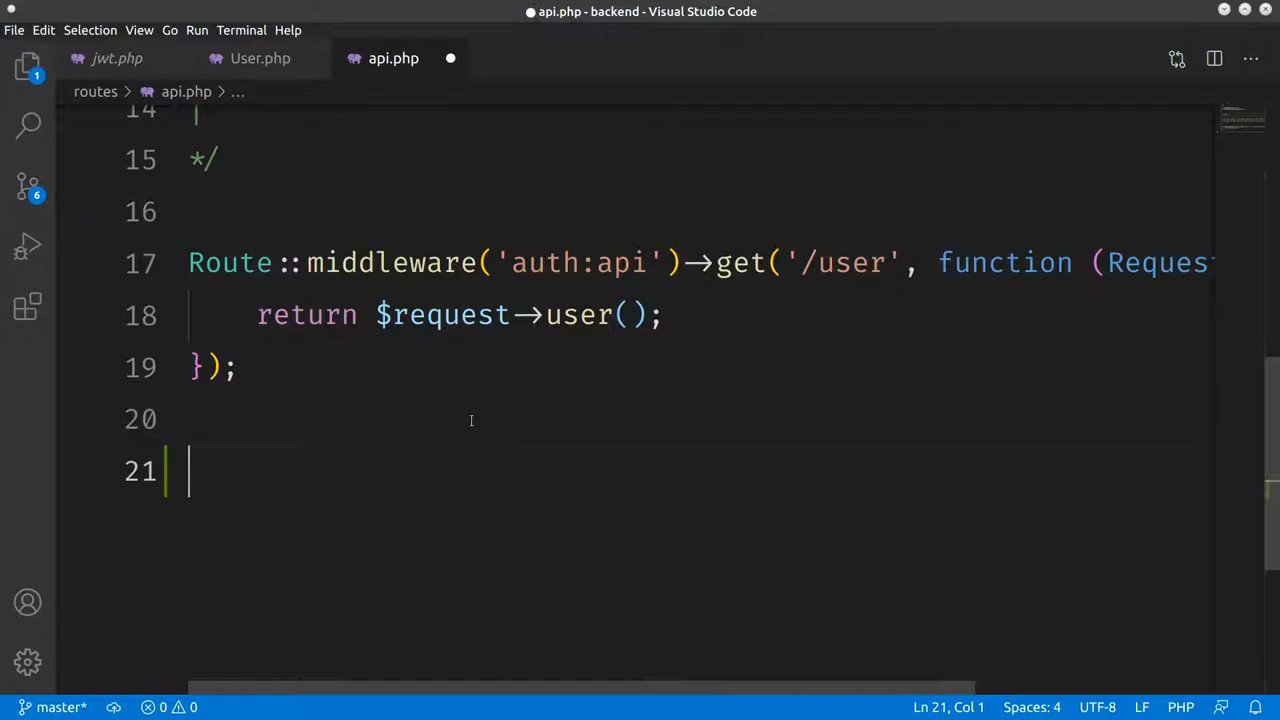 api.php - backend - Visual Studio Code
File Edit Selection View Go Run Terminal Help
1 jwt.php User.php api.php
routes > api.php > ...
14 |
15 */
16
17 Route::middleware('auth:api')->get('/user', function (Reques
18 return $request->user();
19 });
20
21
6
master* 0 0 Ln 21, Col 1 Spaces: 4 UTF-8 LF PHP